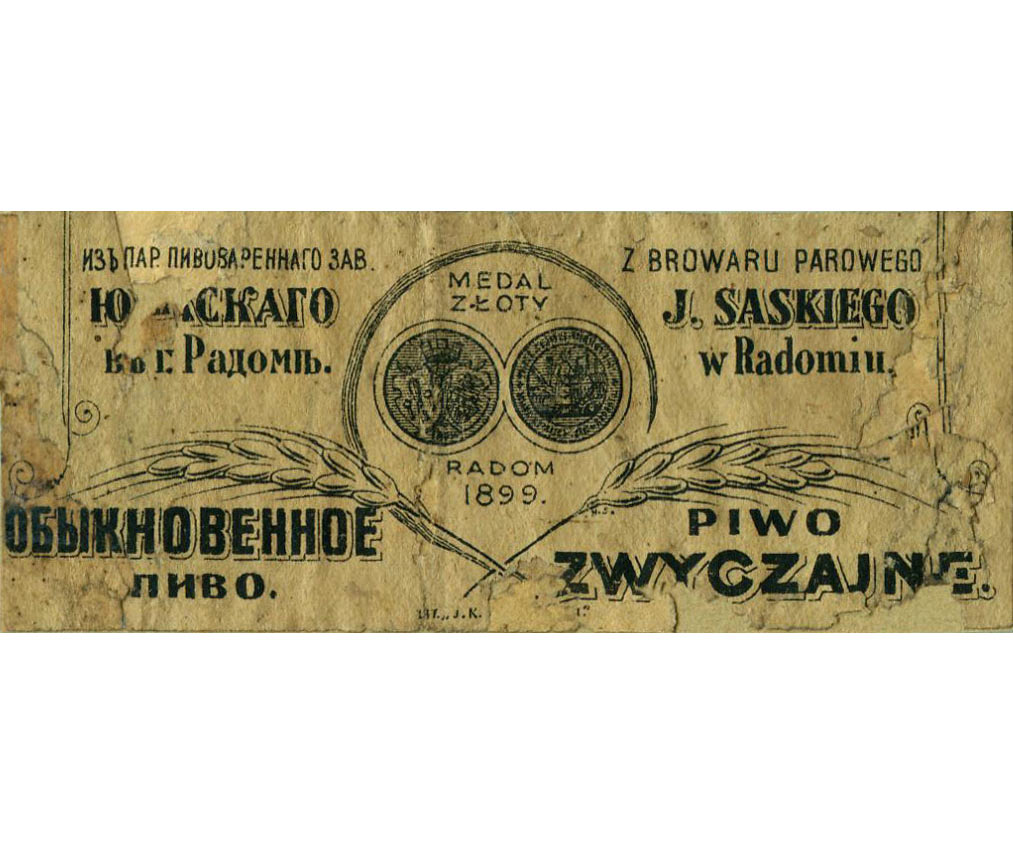 ИЗЪ ПАР. ПИВОВАРЕННАГО ЗАВ.
въ г. Радомѣ.
ОБЫКНОВЕННОЕ
ПИВО.
MEDAL
ZŁOTY
RADOM
1899.
Z BROWARU PAROWEGO
J. SASKIEGO
w Radomiu.
PIWO
ZWYCZAJNE.
J. K.